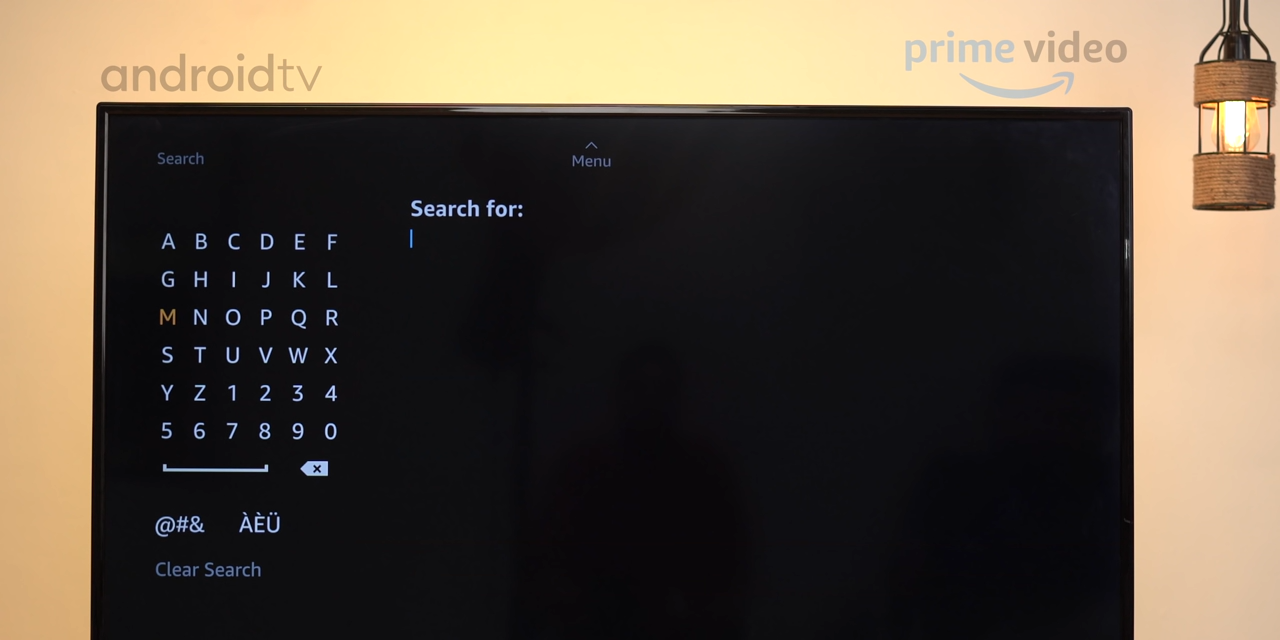 androidtv
prime video
Search
Menu
Search for:
A B C D E F
G H I J K L
M N O P Q R
S T U V W X
Y Z 1 2 3 4
5 6 7 8 9 0
@#& ÀÈÜ
Clear Search